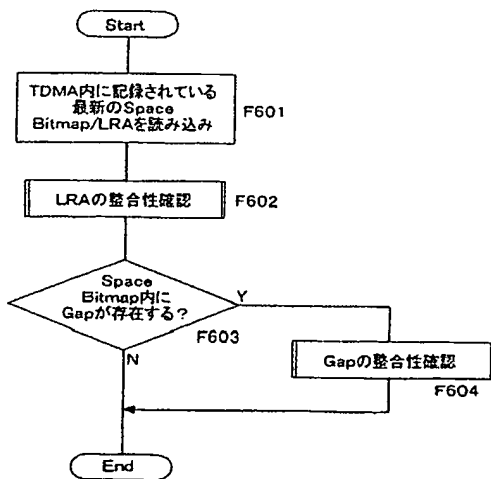 Start
TDMA内に記録されている
最新のSpace
Bitmap/LRAを読み込み
F601
LRAの整合性確認
F602
Space
Bitmap内に
Gapが存在する?
Y
F603
N
Gapの整合性確認
F604
End